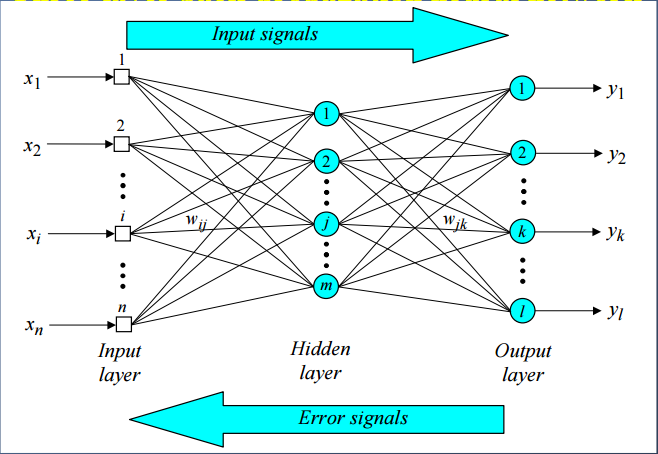 Input signals
1
x1
1
y1
1
2
x2
2
2
y2
i
xi
wij
j
wjk
k
yk
n
xn
m
l
yl
Input
layer
Hidden
layer
Output
layer
Error signals